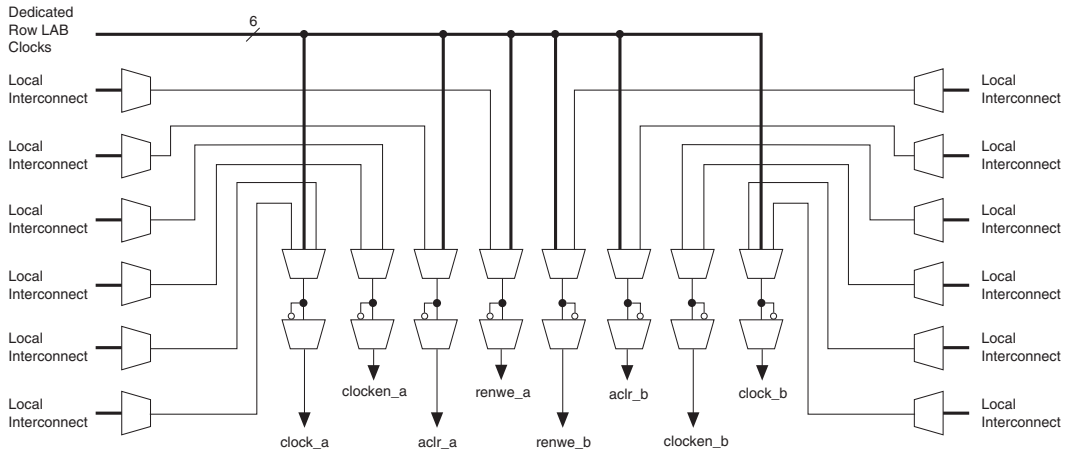 Dedicated
Row LAB
Clocks
6
Local
Interconnect
Local
Interconnect
Local
Interconnect
Local
Interconnect
Local
Interconnect
Local
Interconnect
Local
Interconnect
Local
Interconnect
Local
Interconnect
Local
Interconnect
Local
Interconnect
Local
Interconnect
clocken_a
renwe_a
aclr_b
clock_b
clock_a
aclr_a
renwe_b
clocken_b